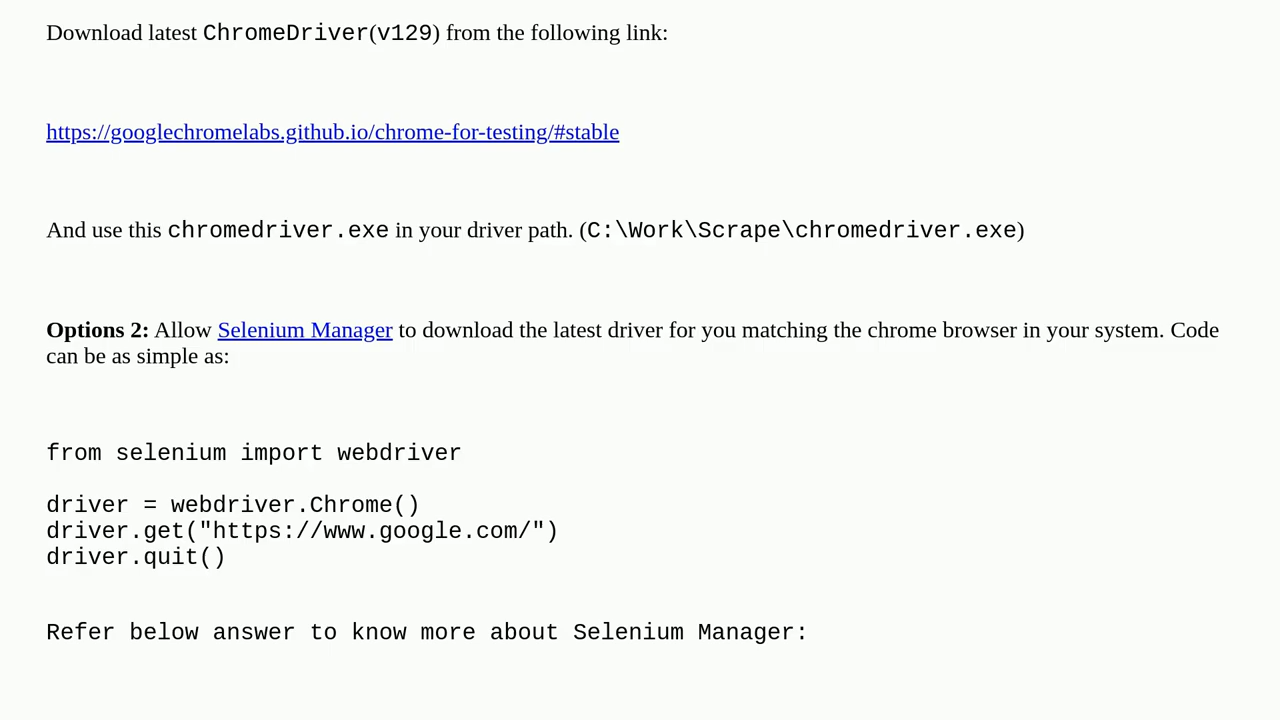 Download latest ChromeDriver(v129) from the following link:
https://googlechromelabs.github.io/chrome-for-testing/#stable
And use this chromedriver.exe in your driver path. (C:\Work\Scrape\chromedriver.exe)
Options 2: Allow Selenium Manager to download the latest driver for you matching the chrome browser in your system. Code
can be as simple as:
from selenium import webdriver
driver = webdriver.Chrome()
driver.get("https://www.google.com/")
driver.quit()
Refer below answer to know more about Selenium Manager: